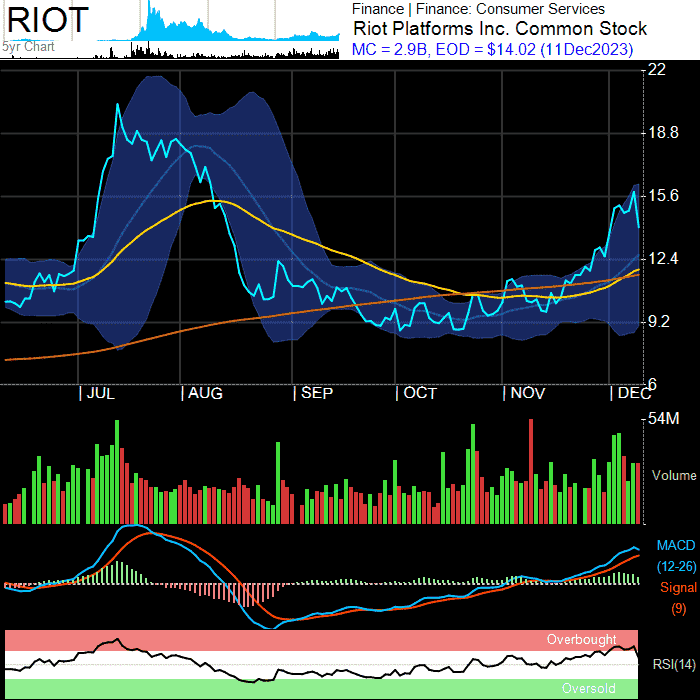 RIOT
5yr Chart
Finance | Finance: Consumer Services
Riot Platforms Inc. Common Stock
MC = 2.9B, EOD = $14.02 (11Dec2023)
22
18.8
15.6
12.4
9.2
6
JUL
AUG
SEP
OCT
NOV
DEC
54M
Volume
MACD
(12-26)
Signal
(9)
Overbought
RSI(14)
Oversold